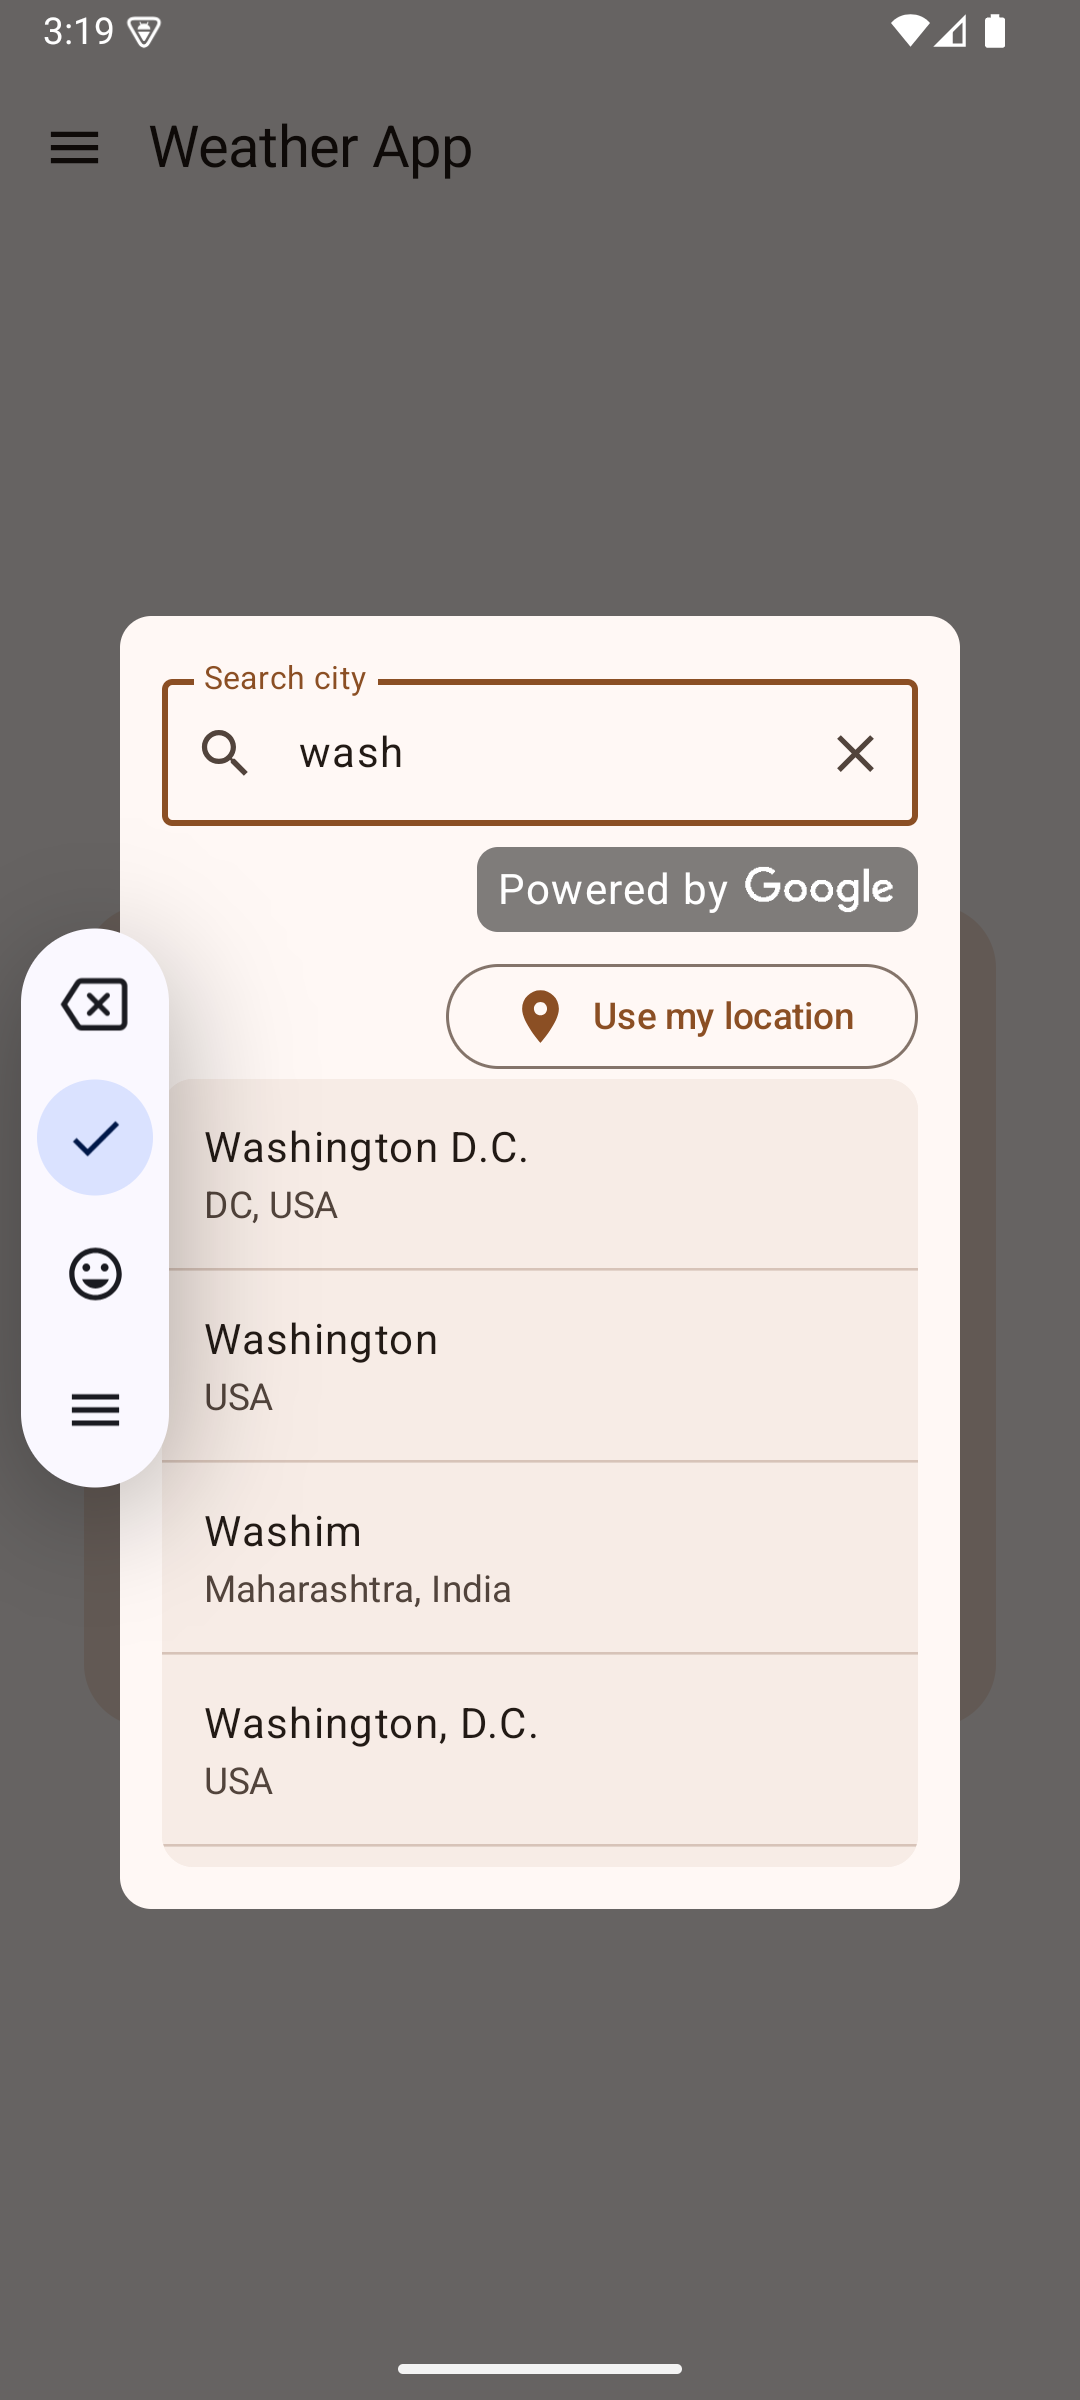 3:19
Weather App
Search city
wash
Powered by Google
Use my location
Washington D.C.
DC, USA
Washington
USA
Washim
Maharashtra, India
Washington, D.C.
USA